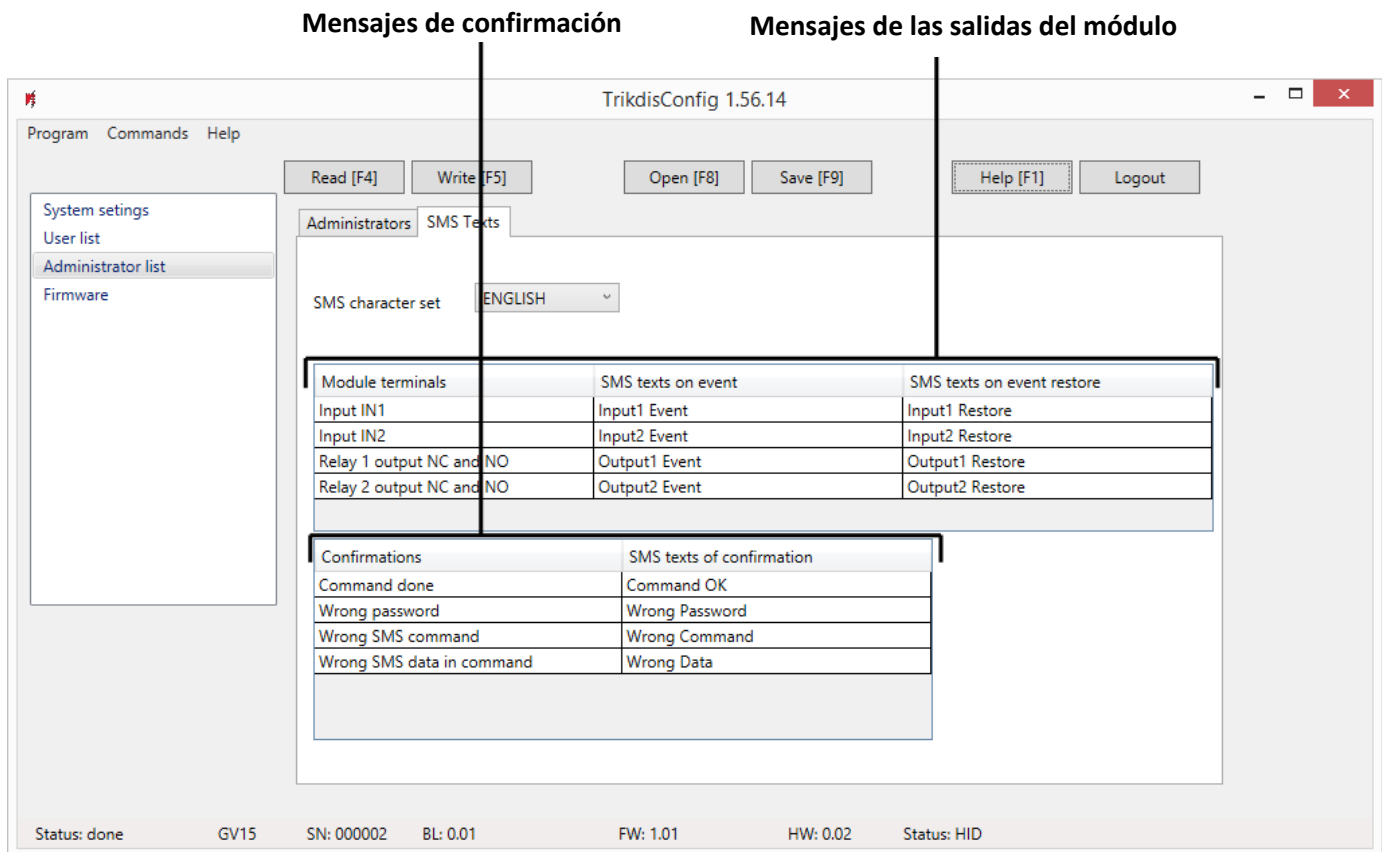 Mensajes de confirmación
Mensajes de las salidas del módulo
TrikdisConfig 1.56.14
Program Commands Help
Read [F4] Write [F5] Open [F8] Save [F9] Help [F1] Logout
System setings
User list
Administrator list
Firmware
Administrators SMS Texts
SMS character set ENGLISH
Module terminals SMS texts on event SMS texts on event restore
Input IN1 Input1 Event Input1 Restore
Input IN2 Input2 Event Input2 Restore
Relay 1 output NC and NO Output1 Event Output1 Restore
Relay 2 output NC and NO Output2 Event Output2 Restore
Confirmations SMS texts of confirmation
Command done Command OK
Wrong password Wrong Password
Wrong SMS command Wrong Command
Wrong SMS data in command Wrong Data
Status: done GV15 SN: 000002 BL: 0.01 FW: 1.01 HW: 0.02 Status: HID